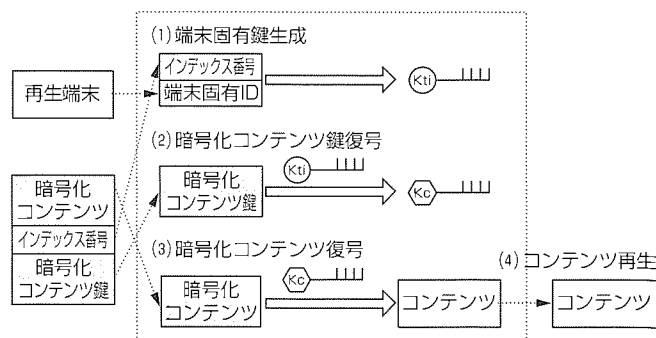 (1) 端末固有鍵生成
インデックス番号
端末固有ID
Kti
再生端末
(2) 暗号化コンテンツ鍵復号
暗号化
コンテンツ鍵
Kti
Kc
暗号化
コンテンツ
インデックス番号
暗号化
コンテンツ鍵
(3) 暗号化コンテンツ復号
暗号化
コンテンツ
Kc
コンテンツ
(4) コンテンツ再生
コンテンツ